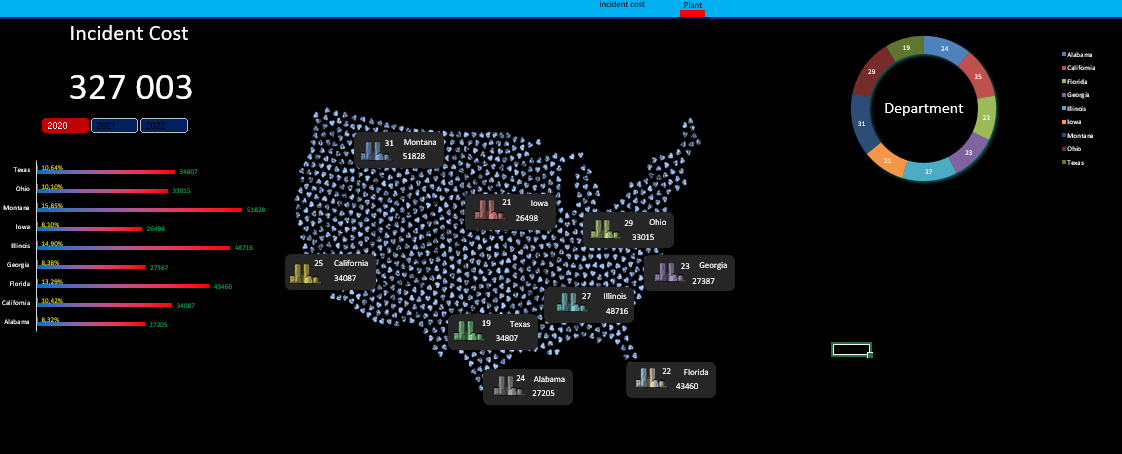 incident cost
Plant
Incident Cost
327 003
2020
2021
2022
Texas 10,64% 34807
Ohio 10,10% 33015
Montana 15,85% 51828
Iowa 8,10% 26498
Illinois 14,90% 48716
Georgia 8,38% 27387
Florida 13,29% 43460
California 10,42% 34087
Alabama 8,32% 27205
31 Montana
51828
21 Iowa
26498
29 Ohio
33015
25 California
34087
23 Georgia
27387
27 Illinois
48716
19 Texas
34807
22 Florida
43460
24 Alabama
27205
Department
24
25
22
23
27
21
31
29
19
Alabama
California
Florida
Georgia
Illinois
Iowa
Montana
Ohio
Texas